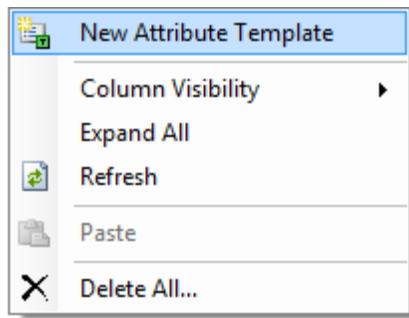 New Attribute Template
Column Visibility
Expand All
Refresh
Paste
Delete All...